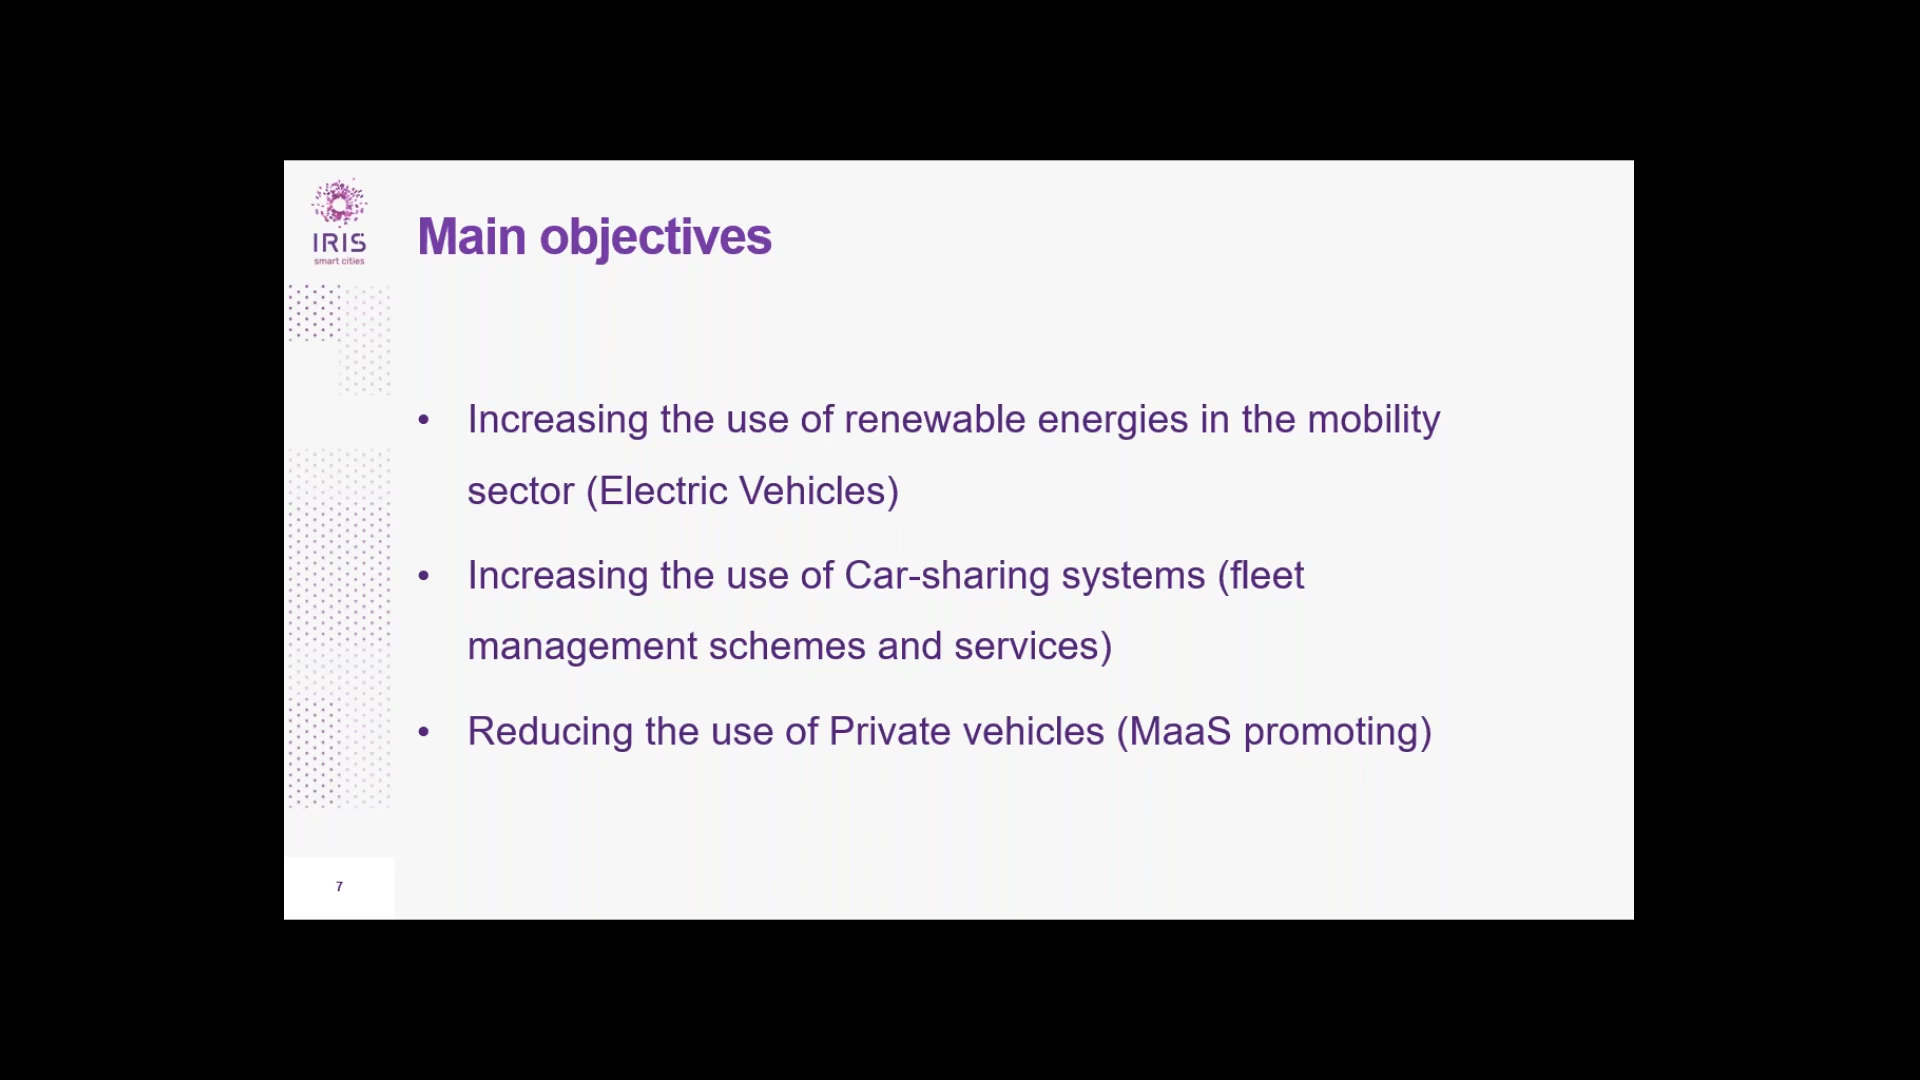 IRIS
smart cities
Main objectives
• Increasing the use of renewable energies in the mobility
sector (Electric Vehicles)
• Increasing the use of Car-sharing systems (fleet
management schemes and services)
• Reducing the use of Private vehicles (MaaS promoting)
7